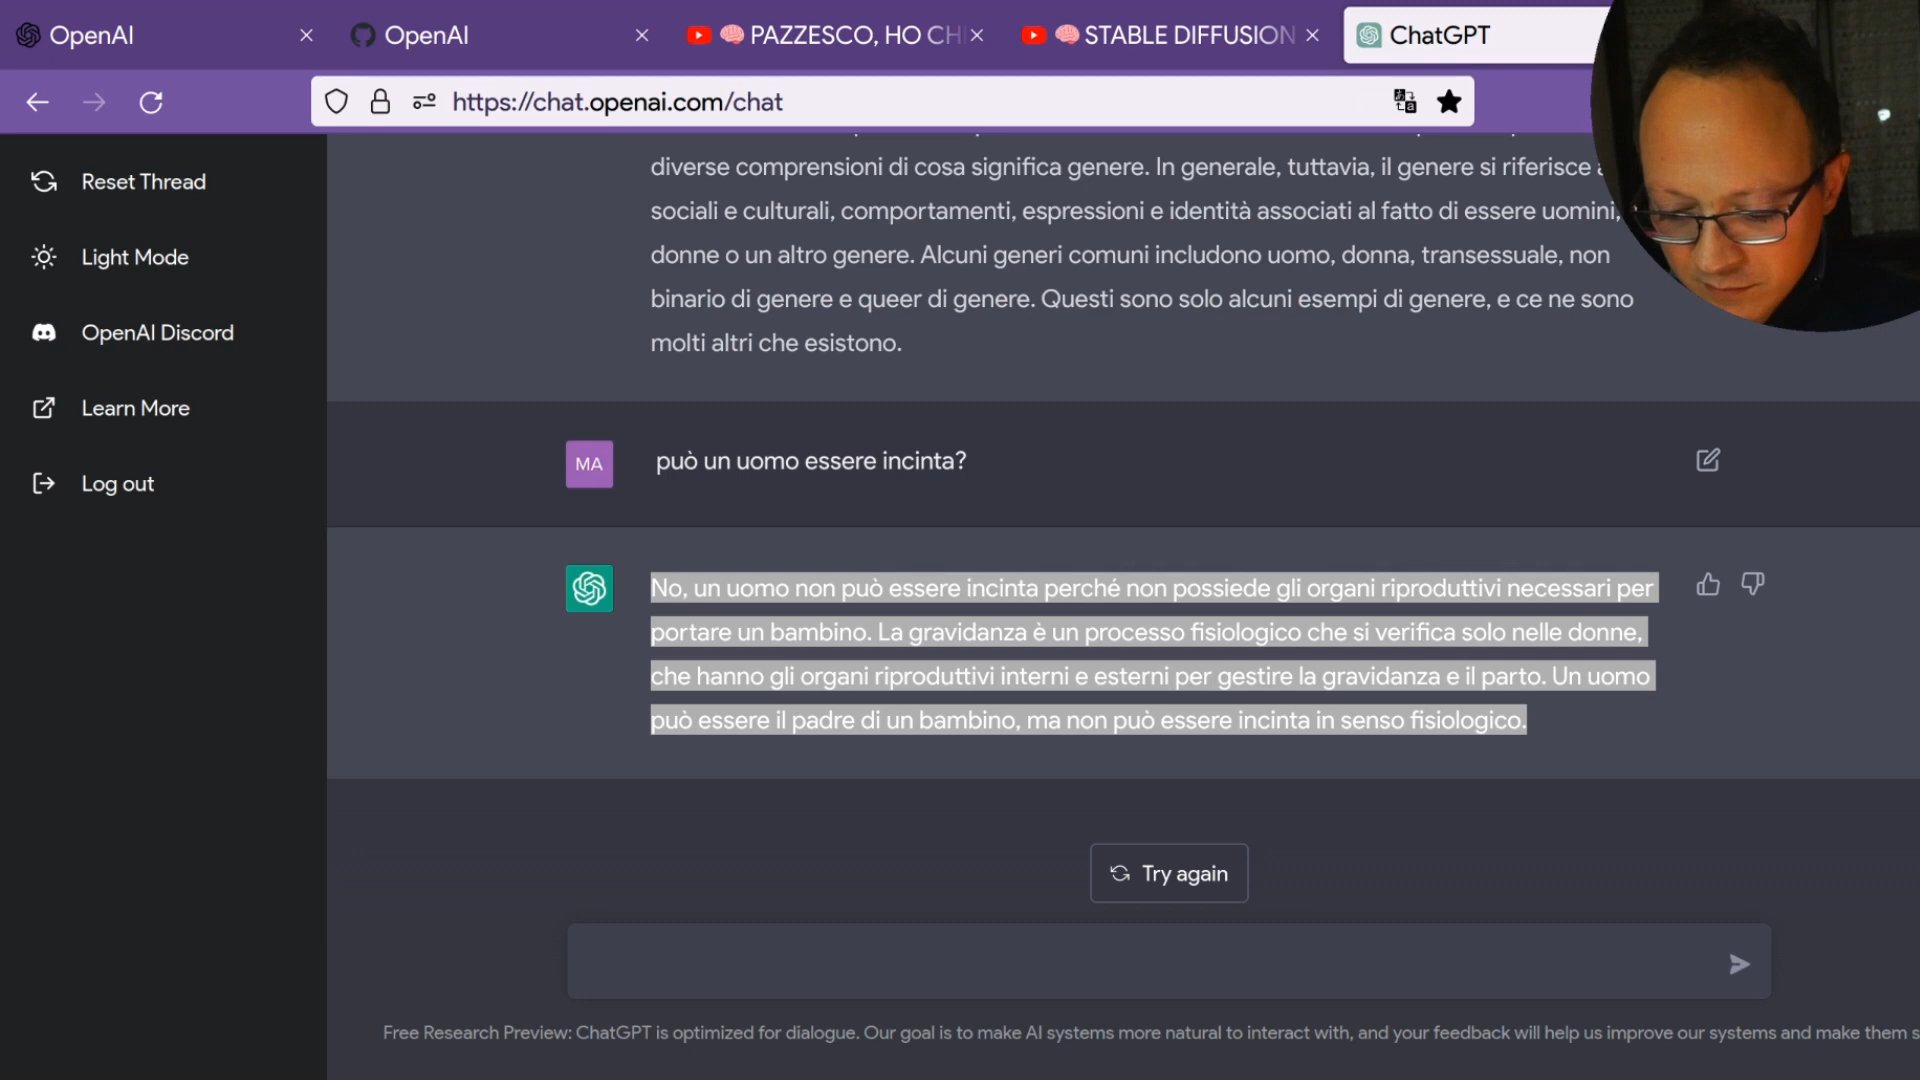 OpenAI
OpenAI
PAZZESCO, HO CH
STABLE DIFFUSION
ChatGPT
https://chat.openai.com/chat
Reset Thread
Light Mode
OpenAI Discord
Learn More
Log out
diverse comprensioni di cosa significa genere. In generale, tuttavia, il genere si riferisce
sociali e culturali, comportamenti, espressioni e identità associati al fatto di essere uomini,
donne o un altro genere. Alcuni generi comuni includono uomo, donna, transessuale, non
binario di genere e queer di genere. Questi sono solo alcuni esempi di genere, e ce ne sono
molti altri che esistono.
MA
può un uomo essere incinta?
No, un uomo non può essere incinta perché non possiede gli organi riproduttivi necessari per
portare un bambino. La gravidanza è un processo fisiologico che si verifica solo nelle donne,
che hanno gli organi riproduttivi interni e esterni per gestire la gravidanza e il parto. Un uomo
può essere il padre di un bambino, ma non può essere incinta in senso fisiologico.
Try again
Free Research Preview: ChatGPT is optimized for dialogue. Our goal is to make AI systems more natural to interact with, and your feedback will help us improve our systems and make them s